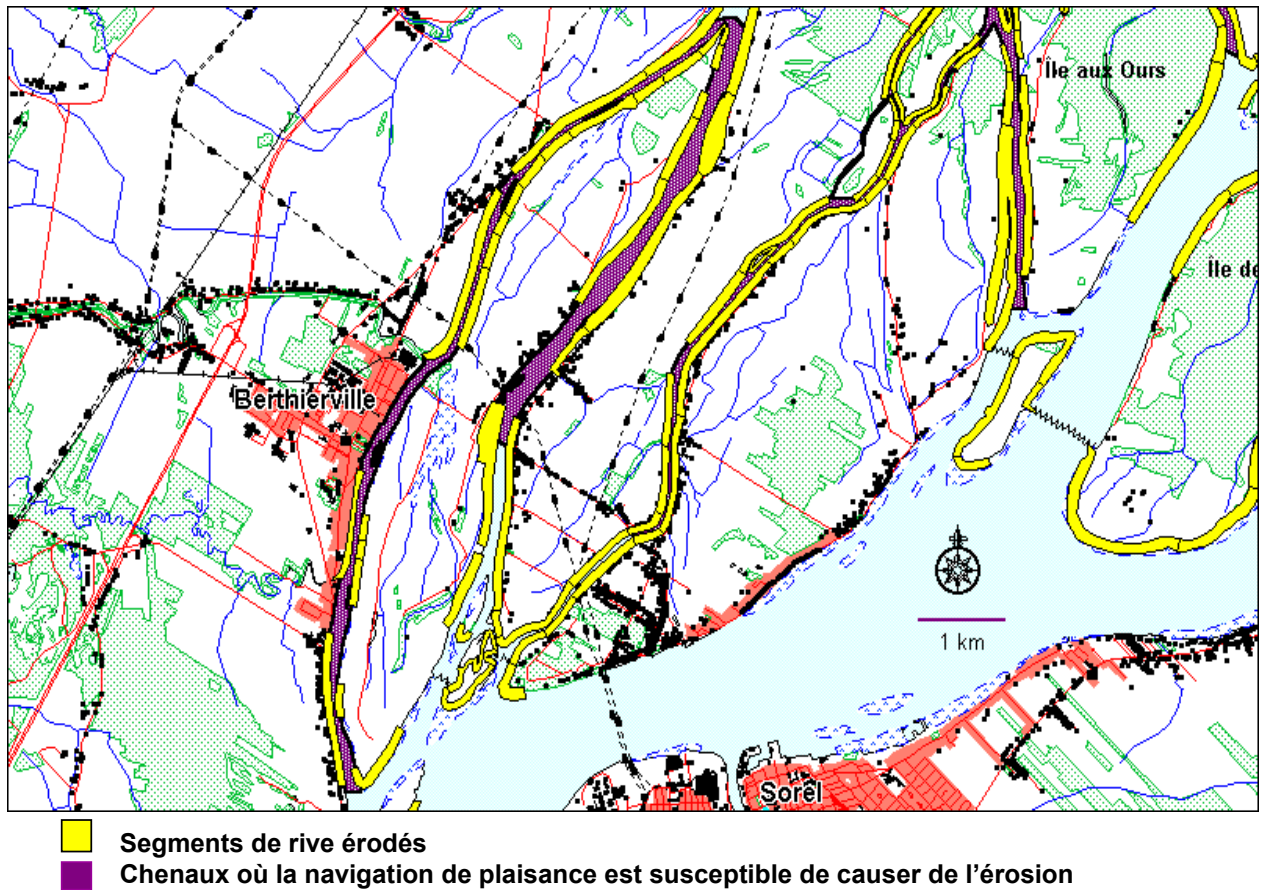 Île aux Ours
Île de
Berthierville
1 km
Sorel
Segments de rive érodés
Chenaux où la navigation de plaisance est susceptible de causer de l'érosion